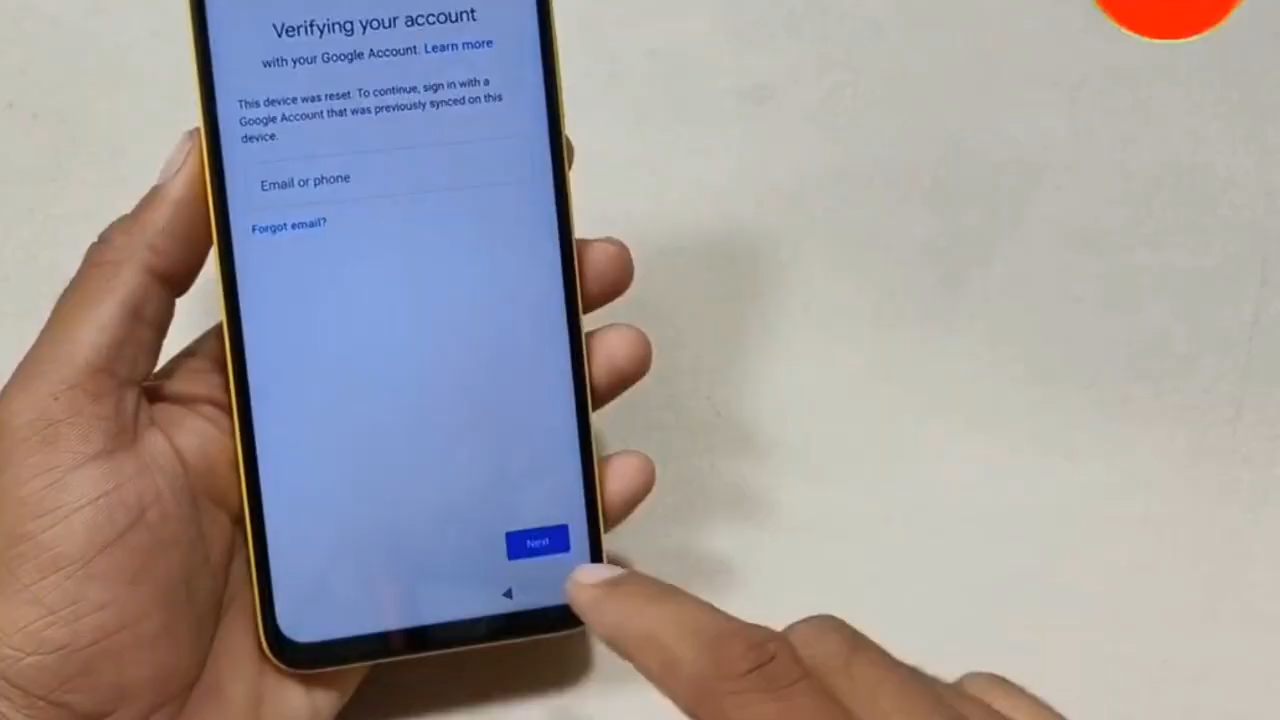 Verifying your account
with your Google Account. Learn more
This device was reset. To continue, sign in with a
Google Account that was previously synced on this
device.
Email or phone
Forgot email?
Next